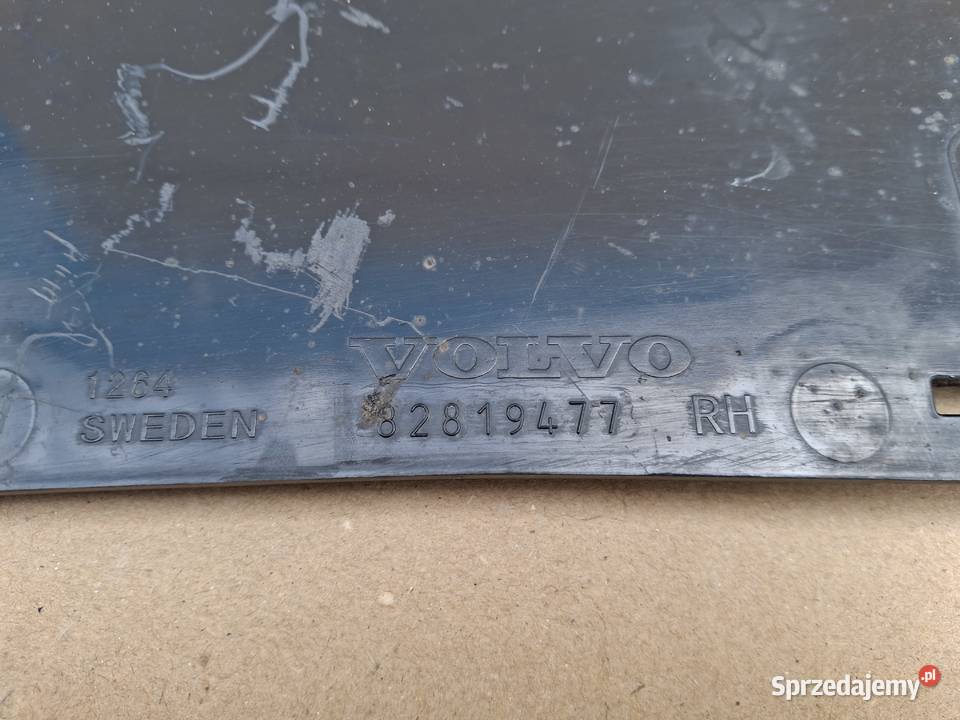 VOLVO
1264
SWEDEN 82819477 RH
Sprzedajemy.pl